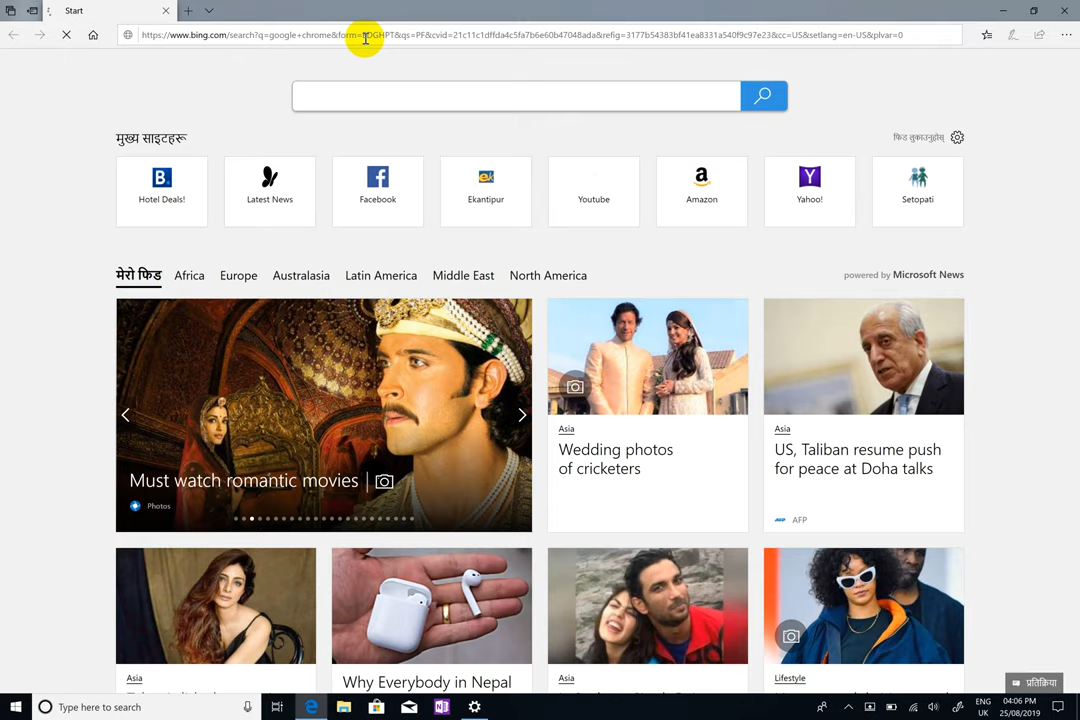 Start
https://www.bing.com/search?q=google+chrome&form=EDGHPT&qs=PF&cvid=21c11c1dffda4c5fa7b6e60b47048ada&refig=3177b54383bf41ea8331a540f9c97e23&cc=US&setlang=en-US&plvar=0
मुख्य साइटहरू
फिड लुकाउनुहोस्
Hotel Deals!
Latest News
Facebook
Ekantipur
Youtube
Amazon
Yahoo!
Setopati
मेरो फिड Africa Europe Australasia Latin America Middle East North America
powered by Microsoft News
Must watch romantic movies
Photos
Asia
Wedding photos
of cricketers
Asia
US, Taliban resume push
for peace at Doha talks
AFP
Asia
Why Everybody in Nepal
Asia
Lifestyle
प्रतिक्रिया
Type here to search
ENG
UK
04:06 PM
25/08/2019